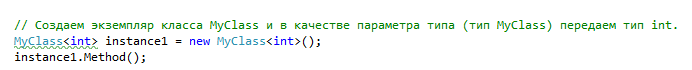 // Создаем экземпляр класса MyClass и в качестве параметра типа (тип MyClass) передаем тип int.
MyClass<int> instance1 = new MyClass<int>();
instance1.Method();